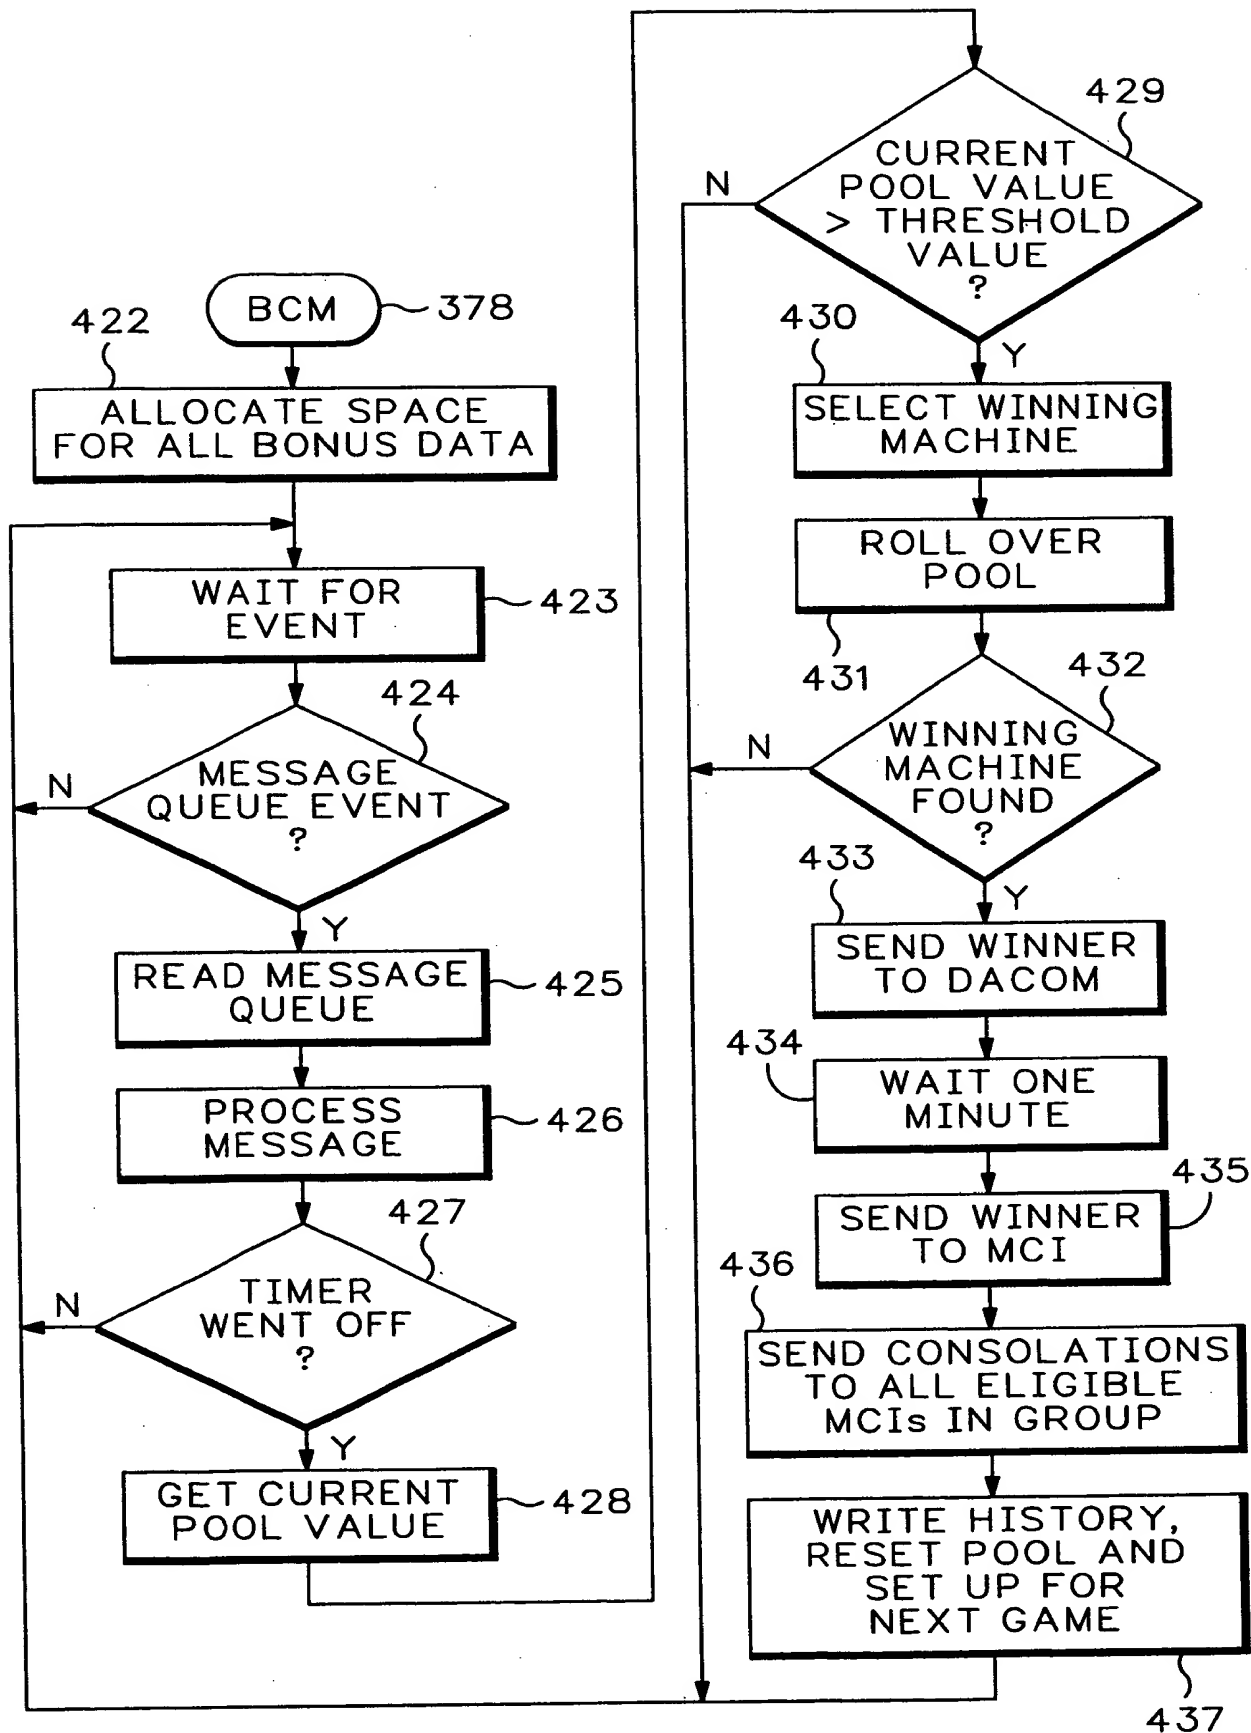 BCM
378
422
ALLOCATE SPACE
FOR ALL BONUS DATA
WAIT FOR
EVENT
423
424
MESSAGE
QUEUE EVENT
?
N
Y
READ MESSAGE
QUEUE
425
PROCESS
MESSAGE
426
427
TIMER
WENT OFF
?
N
Y
GET CURRENT
POOL VALUE
428
429
CURRENT
POOL VALUE
> THRESHOLD
VALUE
?
N
Y
430
SELECT WINNING
MACHINE
ROLL OVER
POOL
431
432
WINNING
MACHINE
FOUND
?
N
Y
433
SEND WINNER
TO DACOM
434
WAIT ONE
MINUTE
435
SEND WINNER
TO MCI
436
SEND CONSOLATIONS
TO ALL ELIGIBLE
MCIs IN GROUP
WRITE HISTORY,
RESET POOL AND
SET UP FOR
NEXT GAME
437